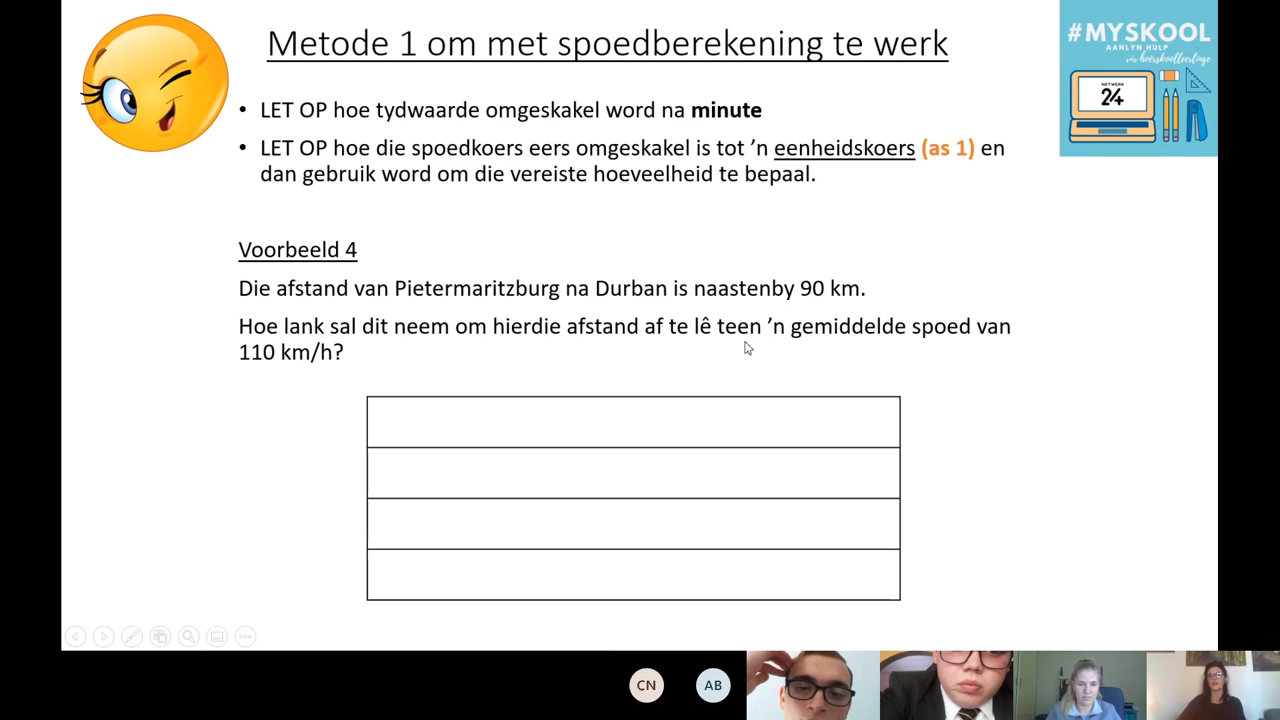 Metode 1 om met spoedberekening te werk
#MYSKOOL
AANLYN HULP
vir hoërskoolleerlinge
NETWERK
24
• LET OP hoe tydwaarde omgeskakel word na minute
• LET OP hoe die spoedkoers eers omgeskakel is tot ’n eenheidskoers (as 1) en
dan gebruik word om die vereiste hoeveelheid te bepaal.
Voorbeeld 4
Die afstand van Pietermaritzburg na Durban is naastenby 90 km.
Hoe lank sal dit neem om hierdie afstand af te lê teen ’n gemiddelde spoed van
110 km/h?
CN
AB